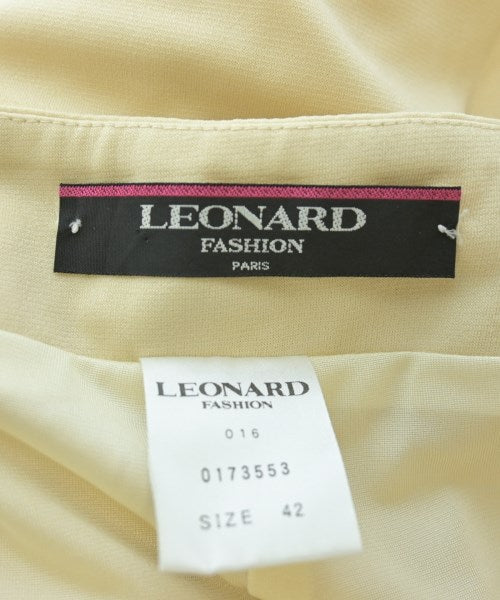 LEONARD
FASHION
PARIS
LEONARD
FASHION
016
0173553
SIZE 42